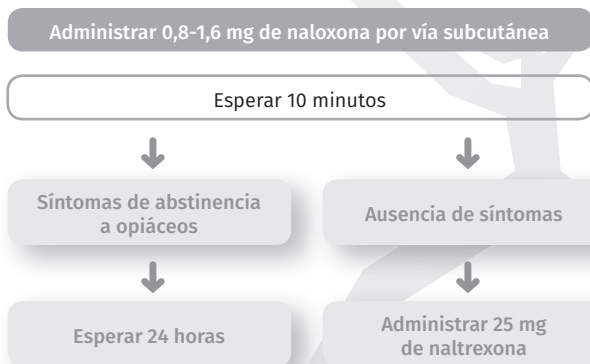 Administrar 0,8-1,6 mg de naloxona por vía subcutánea
Esperar 10 minutos
Síntomas de abstinencia
a opiáceos
Ausencia de síntomas
Esperar 24 horas
Administrar 25 mg
de naltrexona